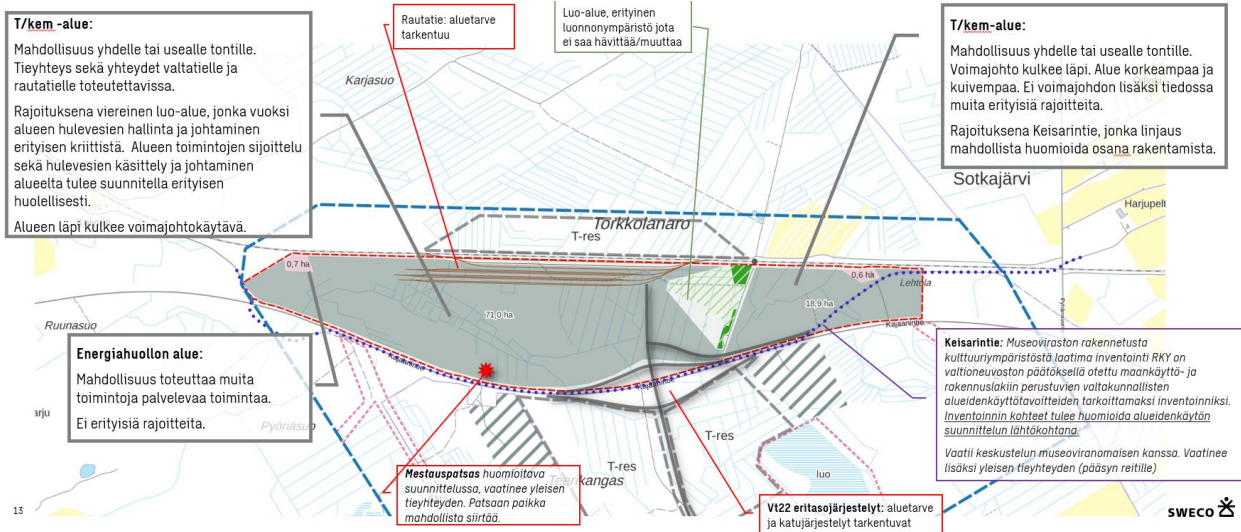 T/kem -alue:
Mahdollisuus yhdelle tai usealle tontille.
Tieyhteys sekä yhteydet valtatielle ja
rautatielle toteutettavissa.
Rajoituksena viereinen luo-alue, jonka vuoksi
alueen hulevesien hallinta ja johtaminen
erityisen kriittistä. Alueen toimintojen sijoittelu
sekä hulevesien käsittely ja johtaminen
alueelta tulee suunnitella erityisen
huolellisesti.
Alueen läpi kulkee voimajohtokäytävä.
Rautatie: aluetarve
tarkentuu
Luo-alue, erityinen
luonnonympäristö jota
ei saa hävittää/muuttaa
T/kem-alue:
Mahdollisuus yhdelle tai usealle tontille.
Voimajohto kulkee läpi. Alue korkeampaa ja
kuivempaa. Ei voimajohdon lisäksi tiedossa
muita erityisiä rajoitteita.
Rajoituksena Keisarintie, jonka linjaus
mahdollista huomioida osana rakentamista.
Karjasuo
Sotkajärvi
Harjupelt
Torkkolanaro
T-res
0,7 ha
0,6 ha
Lehtola
71,0 ha
18,9 ha
Ruunasuo
Kajaanintie
Kajaanintie
Kajaanintie
Energiahuollon alue:
Mahdollisuus toteuttaa muita
toimintoja palvelevaa toimintaa.
Ei erityisiä rajoitteita.
arju
Pyöriäsuo
Keisarintie: Museoviraston rakennetusta
kulttuuriympäristöstä laatima inventointi RKY on
valtioneuvoston päätöksellä otettu maankäyttö- ja
rakennuslakiin perustuvien valtakunnallisten
alueidenkäyttötavoitteiden tarkoittamaksi inventoinniksi.
Inventoinnin kohteet tulee huomioida alueidenkäytön
suunnittelun lähtökohtana.
Vaatii keskustelun museoviranomaisen kanssa. Vaatinee
lisäksi yleisen tieyhteyden (pääsyn reitille)
T-res
T-res
luo
Mestauspatsas huomioitava
suunnittelussa, vaatinee yleisen
tieyhteyden. Patsaan paikka
mahdollista siirtää.
kangas
Vt22 eritasojärjestelyt: aluetarve
ja katujärjestelyt tarkentuvat
13
SWECO